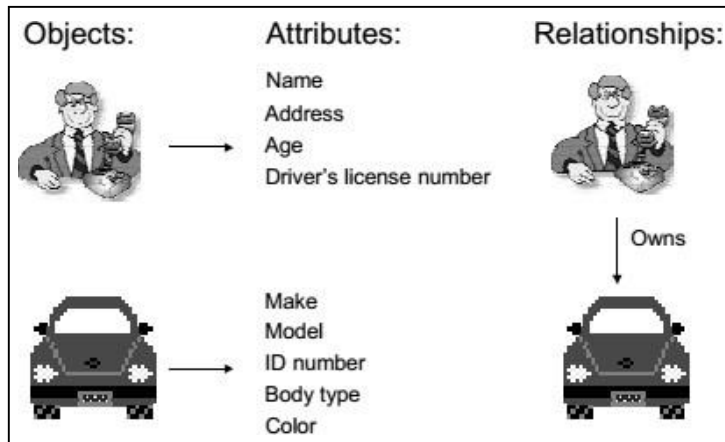 Objects:
Attributes:
Relationships:
Name
Address
Age
Driver's license number
Owns
Make
Model
ID number
Body type
Color